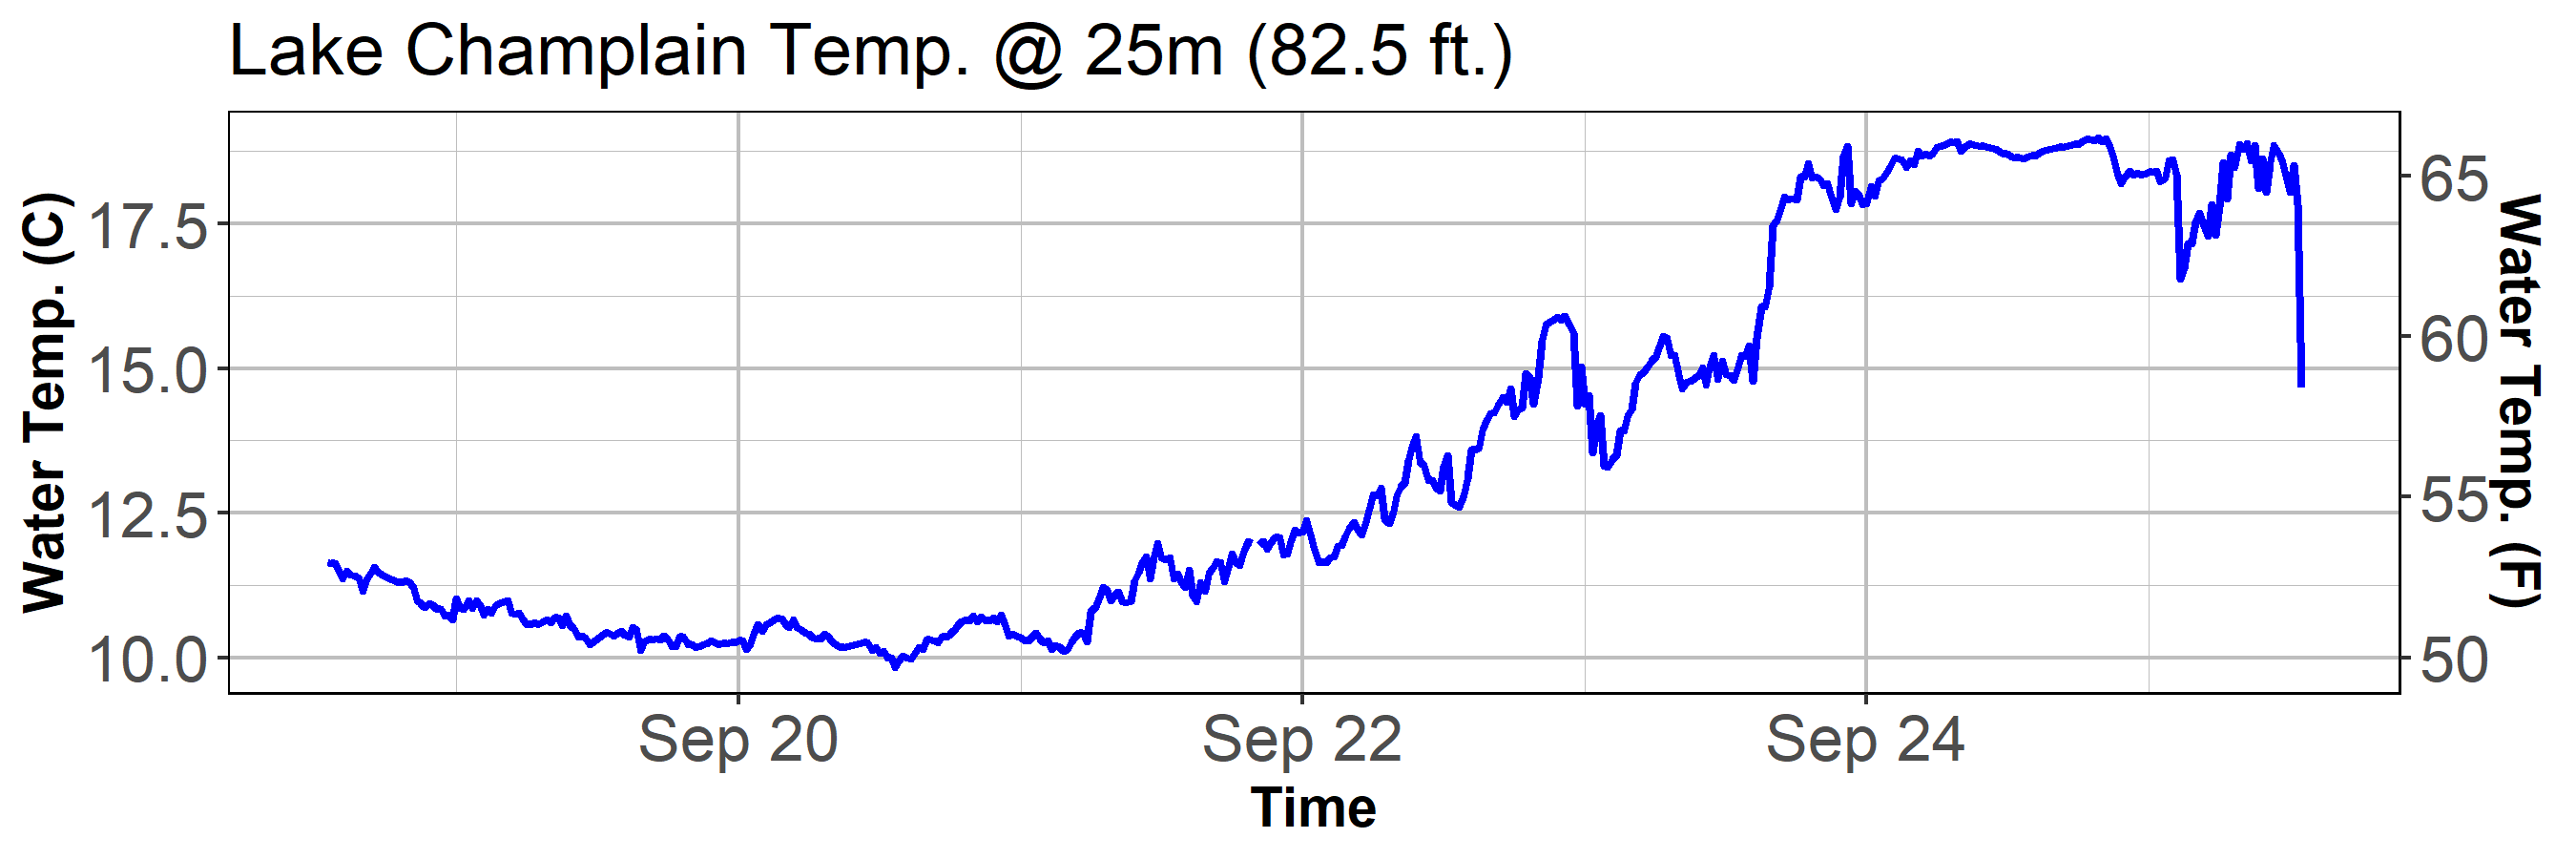 Lake Champlain Temp. @ 25m (82.5 ft.)
Water Temp. (C)
17.5
15.0
12.5
10.0
65
60
55
50
Water Temp. (F)
Sep 20 Sep 22 Sep 24
Time